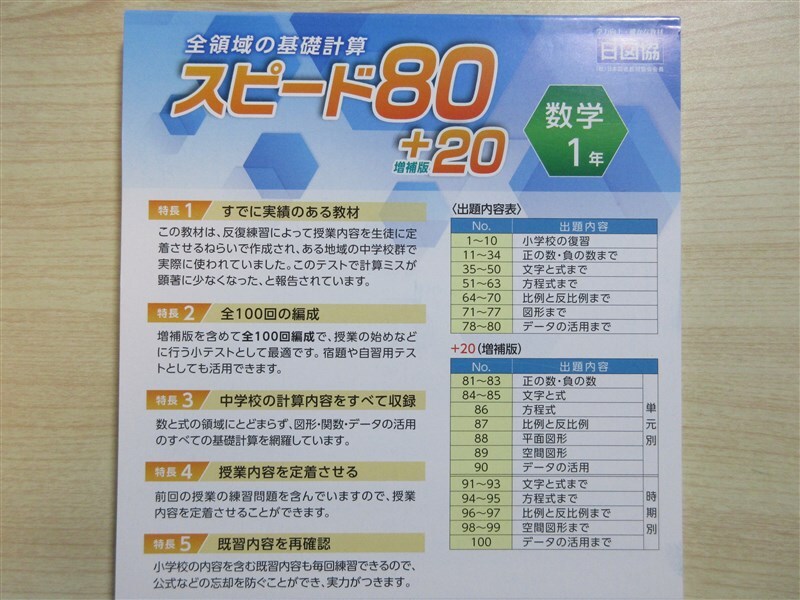 全領域の基礎計算
スピード80
+20
増補版
日図協
数学
1年
特長1 すでに実績のある教材
この教材は、反復練習によって授業内容を生徒に定
着させるねらいで作成され、ある地域の中学校群で
実際に使われていました。このテストで計算ミスが
顕著に少なくなった、と報告されています。
特長2 全100回の編成
増補版を含めて全100回編成で、授業の始めなど
に行う小テストとして最適です。宿題や自習用テス
トとしても活用できます。
特長3 中学校の計算内容をすべて収録
数と式の領域にとどまらず、図形・関数・データの活用
のすべての基礎計算を網羅しています。
特長4 授業内容を定着させる
前回の授業の練習問題を含んでいますので、授業
内容を定着させることができます。
特長5 既習内容を再確認
小学校の内容を含む既習内容も毎回練習できるので、
公式などの忘却を防ぐことができ、実力がつきます。
〈出題内容表〉
No. 出題内容
1〜10 小学校の復習
11〜34 正の数・負の数まで
35〜50 文字と式まで
51〜63 方程式まで
64〜70 比例と反比例まで
71〜77 図形まで
78〜80 データの活用まで
+20(増補版)
No. 出題内容
81〜83 正の数・負の数
84〜85 文字と式
86 方程式
87 比例と反比例
88 平面図形
89 空間図形
90 データの活用
単元別
91〜93 文字と式まで
94〜95 方程式まで
96〜97 比例と反比例まで
98〜99 空間図形まで
100 データの活用まで
時期別